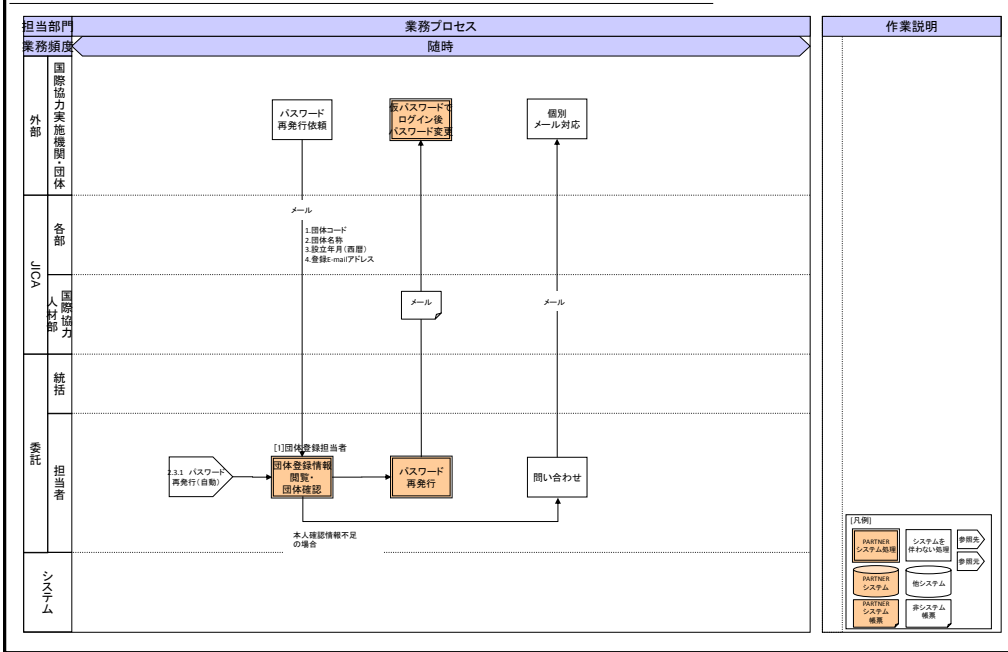 担当部門
業務プロセス
作業説明
業務頻度
随時
外部
国際協力実施機関・団体
パスワード
再発行依頼
仮パスワードで
ログイン後
パスワード変更
個別
メール対応
JICA
各部
メール
1.団体コード
2.団体名称
3.設立年月(西暦)
4.登録E-mailアドレス
国際協力
人材部
メール
メール
委託
統括
担当者
[1]団体登録担当者
2.3.1 パスワード
再発行(自動)
団体登録情報
閲覧・
団体確認
パスワード
再発行
問い合わせ
本人確認情報不足
の場合
システム
[凡例]
PARTNER
システム処理
システムを
伴わない処理
参照先
参照元
PARTNER
システム
他システム
PARTNER
システム
帳票
非システム
帳票